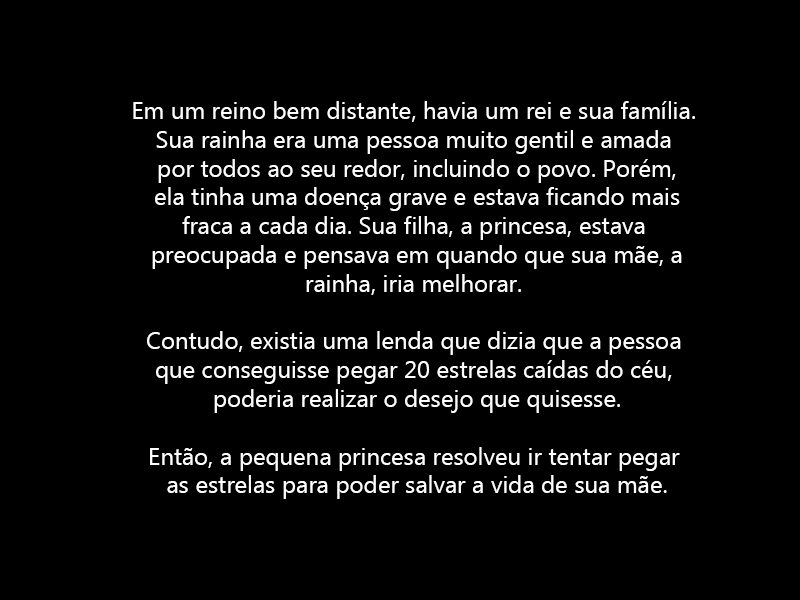 Em um reino bem distante, havia um rei e sua família.
Sua rainha era uma pessoa muito gentil e amada
por todos ao seu redor, incluindo o povo. Porém,
ela tinha uma doença grave e estava ficando mais
fraca a cada dia. Sua filha, a princesa, estava
preocupada e pensava em quando que sua mãe, a
rainha, iria melhorar.
Contudo, existia uma lenda que dizia que a pessoa
que conseguisse pegar 20 estrelas caídas do céu,
poderia realizar o desejo que quisesse.
Então, a pequena princesa resolveu ir tentar pegar
as estrelas para poder salvar a vida de sua mãe.